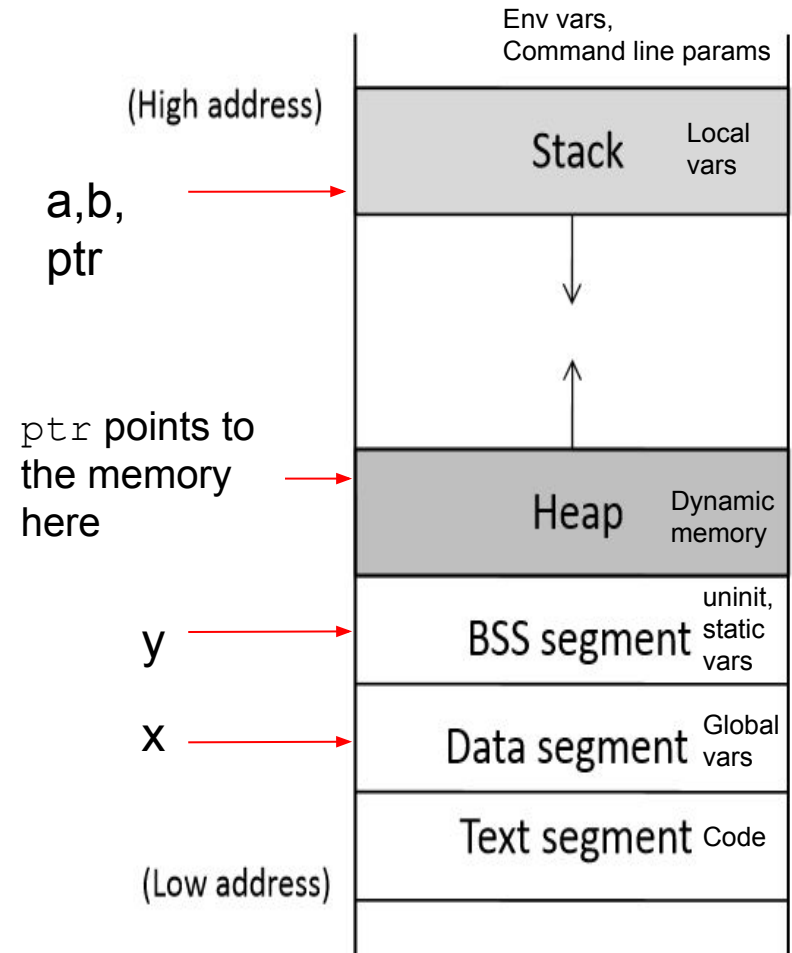 Env vars,
Command line params
(High address)
Stack
Local
vars
a,b,
ptr
ptr points to
the memory
here
Heap
Dynamic
memory
y
BSS segment
uninit,
static
vars
x
Data segment
Global
vars
Text segment
Code
(Low address)